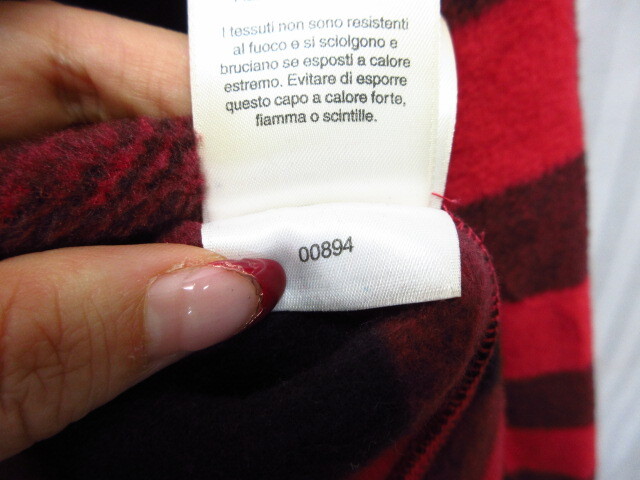 I tessuti non sono resistenti
al fuoco e si sciolgono e
bruciano se esposti a calore
estremo. Evitare di esporre
questo capo a calore forte,
fiamma o scintille.
00894